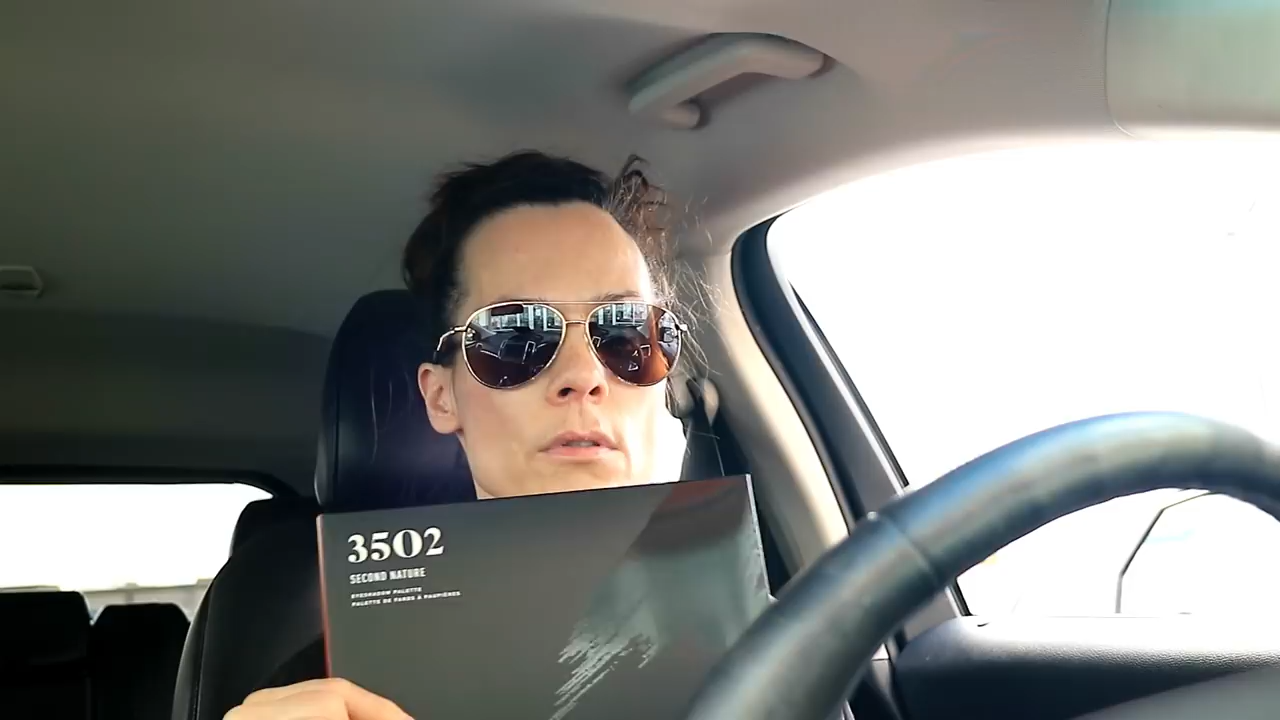 3502
SECOND NATURE
EYESHADOW PALETTE
PALETTE DE FARDS À PAUPIÈRES